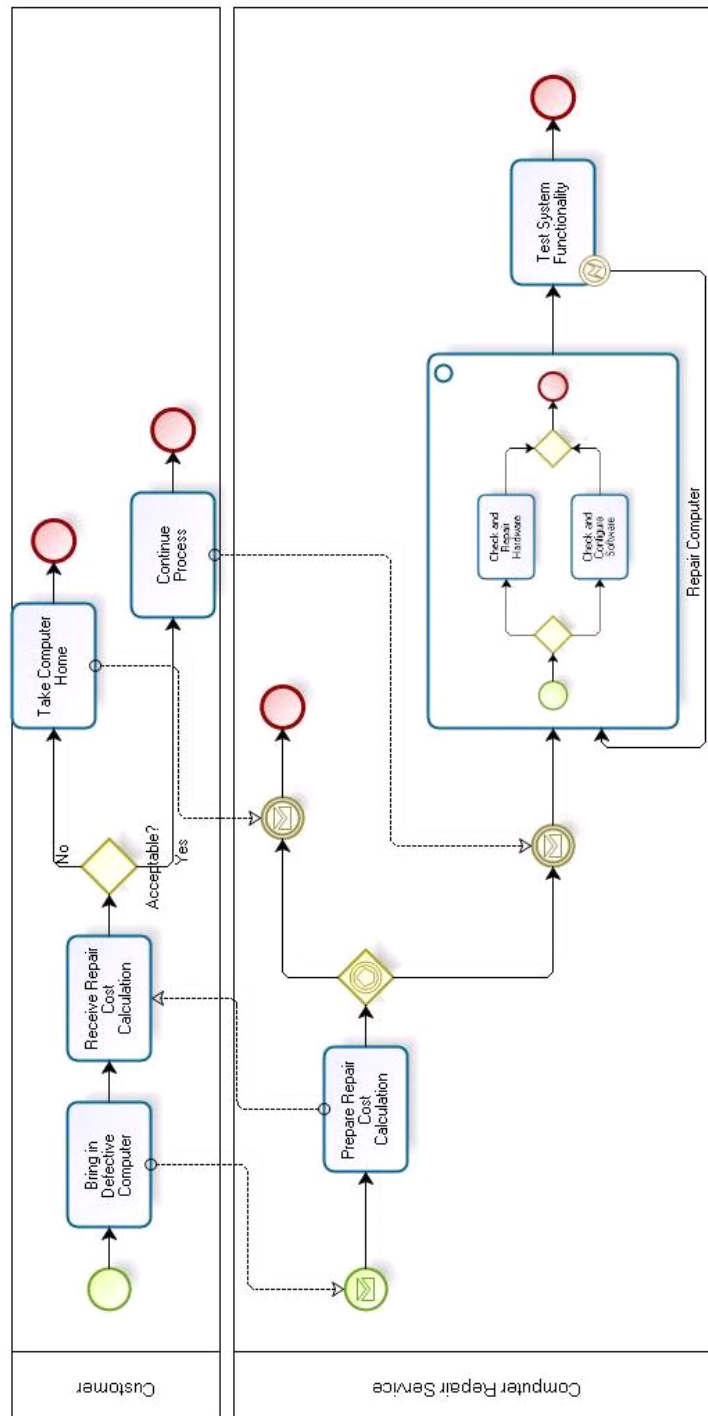 Customer
Bring in
Defective
Computer
Receive Repair
Cost
Calculation
Acceptable?
No
Yes
Take Computer
Home
Continue
Process
Computer Repair Service
Prepare Repair
Cost
Calculation
Check and
Repair
Hardware
Check and
Configure
Software
Repair Computer
Test System
Functionality